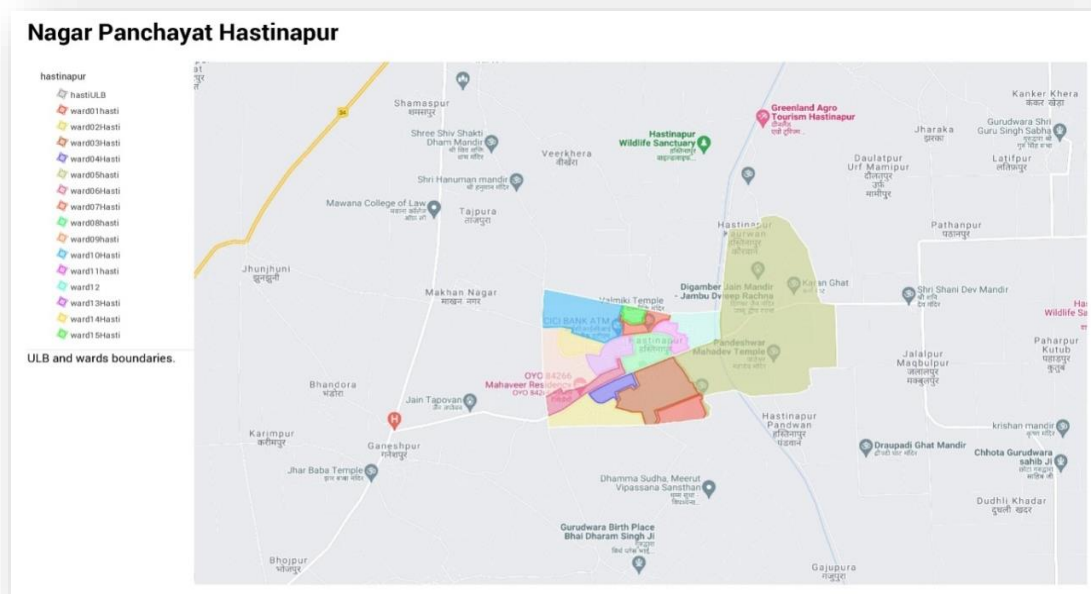 Nagar Panchayat Hastinapur
hastinapur
hastiULB
ward01hasti
ward02Hasti
ward03Hasti
ward04Hasti
ward05hasti
ward06Hasti
ward07Hasti
ward08hasti
ward09hasti
ward10Hasti
ward11hasti
ward12
ward13Hasti
ward14Hasti
ward15Hasti
ULB and wards boundaries.
34
Shamaspur
शमसपुर
Shree Shiv Shakti
Dham Mandir
Veerkhera
वीरखेरा
Hastinapur
Wildlife Sanctuary
Greenland Agro
Tourism Hastinapur
Kanker Khera
कंकर खेड़ा
Gurudwara Shri
Guru Singh Sabha
Jharaka
झरका
Latifpur
लतिफपुर
Daulatpur
Urf Mamipur
दौलतपुर
उर्फ
मामीपुर
Shri Hanuman mandir
Mawana College of Law
Tajpura
ताजपुरा
Pathanpur
पठानपुर
Jhunjhuni
झुनझुनी
Makhan Nagar
माखन नगर
Valmiki Temple
Digamber Jain Mandir
- Jambu Dweep Rachna
Karan Ghat
Shri Shani Dev Mandir
ICICI BANK ATM
Hastinapur
हस्तिनापुर
Pandeshwar
Mahadev Temple
Jalalpur
Maqbulpur
जलालपुर
मकबुलपुर
Paharpur
Kutub
पहाड़पुर
कुतुब
OYO 84266
Mahaveer Residency
Bhandora
भंडोरा
Jain Tapovan
Karimpur
करीमपुर
Ganeshpur
गनेशपुर
Hastinapur
Pandwan
हस्तिनापुर
पंडवान
krishan mandir
Draupadi Ghat Mandir
Chhota Gurudwara
sahib Ji
Jhar Baba Temple
Dhamma Sudha, Meerut
Vipassana Sansthan
Dudhli Khadar
दुधली खदर
Gurudwara Birth Place
Bhai Dharam Singh Ji
Bhojpur
भोजपुर
Gajupura
गजुपुरा